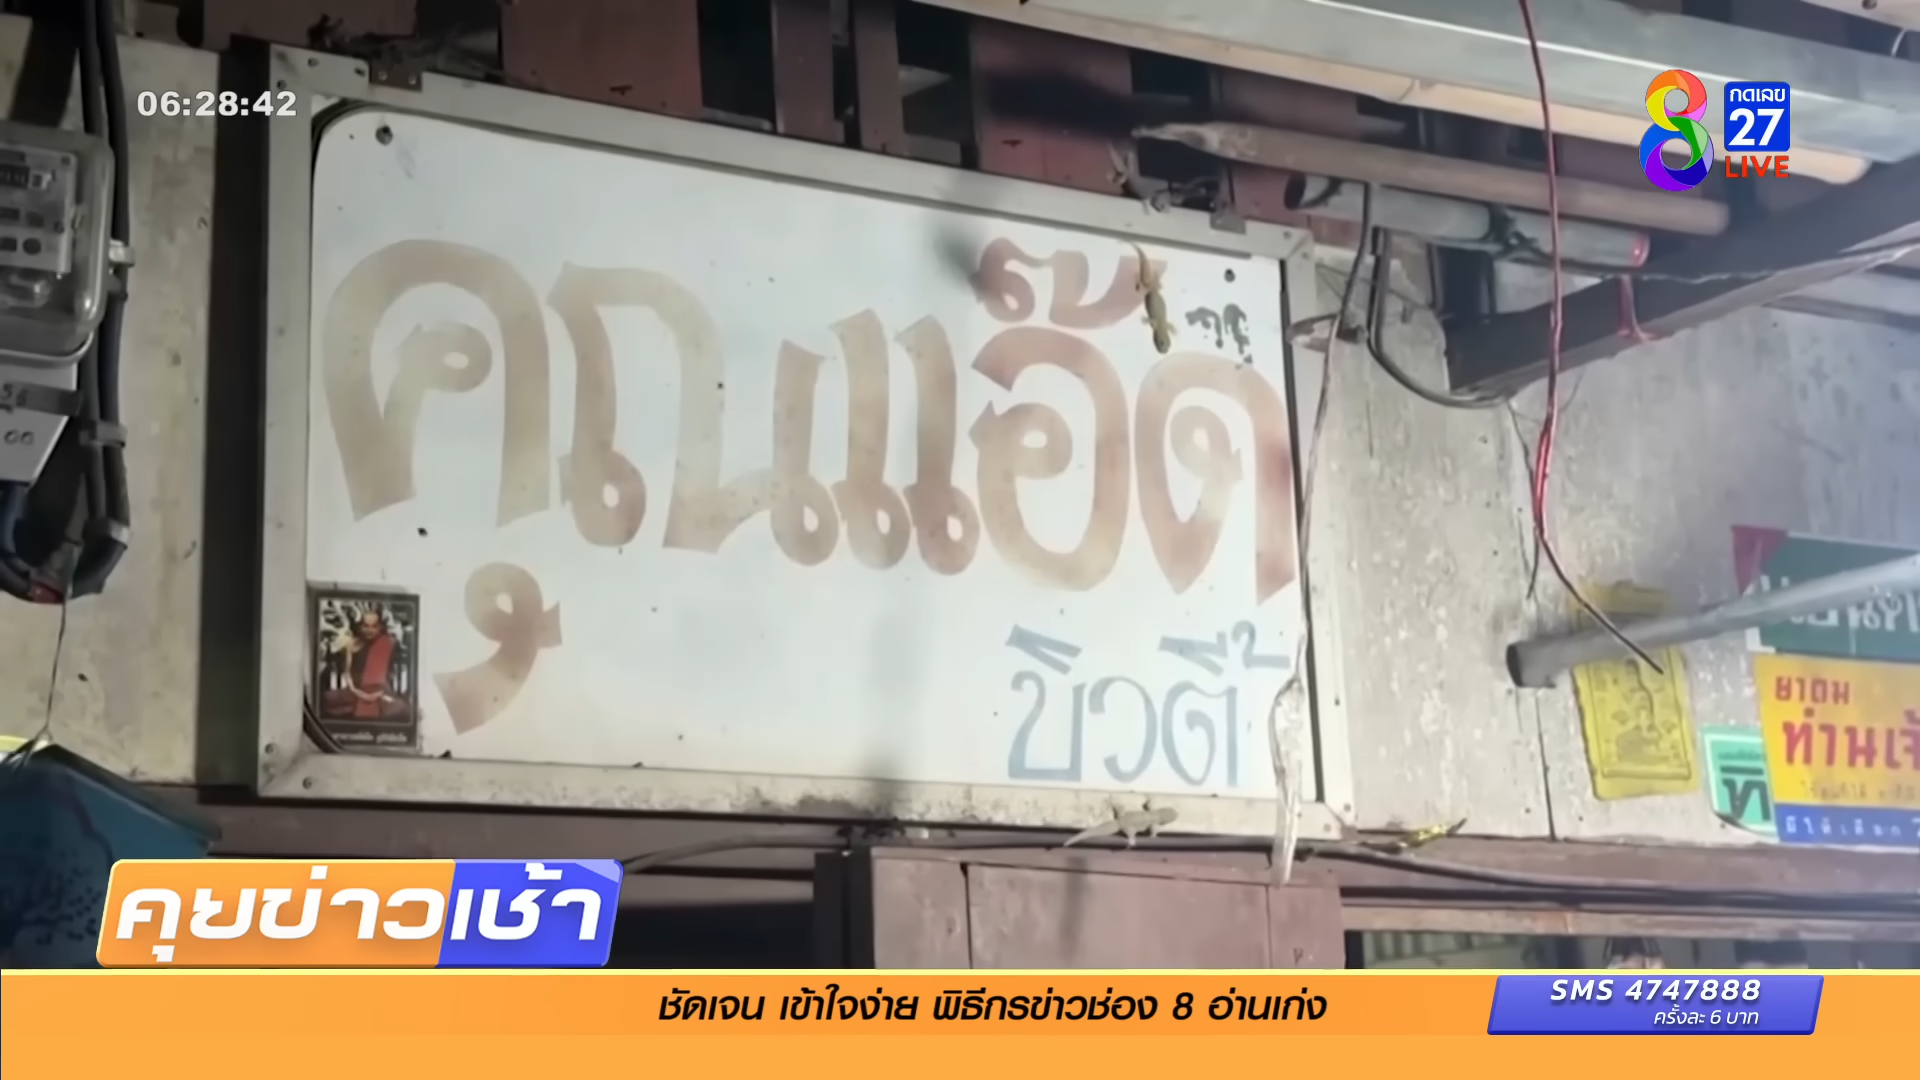 06:28:42
กดเลข
27
LIVE
คุณแอ๊ด
บิวตี้
ยาดม
ท่านเจ้
คุยข่าวเช้า
ชัดเจน เข้าใจง่าย พิธีกรข่าวช่อง 8 อ่านเก่ง
SMS 4747888
ครั้งละ 6 บาท